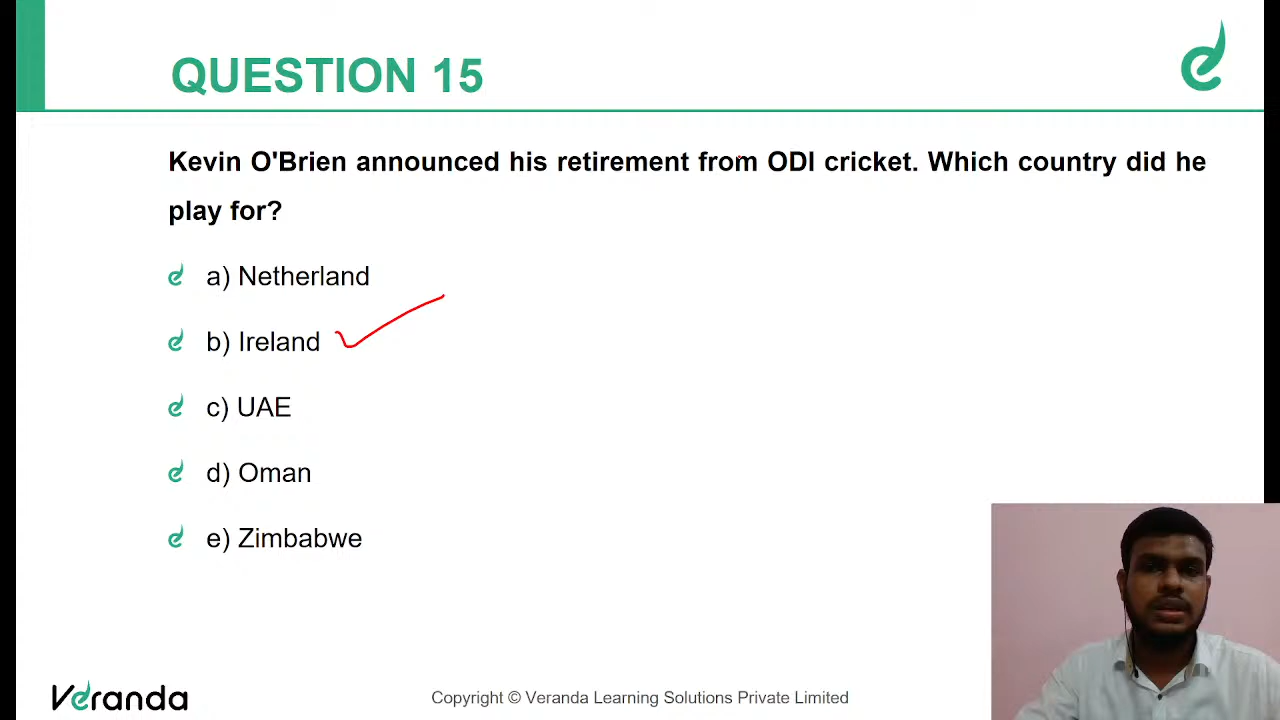 QUESTION 15
Kevin O'Brien announced his retirement from ODI cricket. Which country did he
play for?
a) Netherland
b) Ireland
c) UAE
d) Oman
e) Zimbabwe
Veranda
Copyright © Veranda Learning Solutions Private Limited